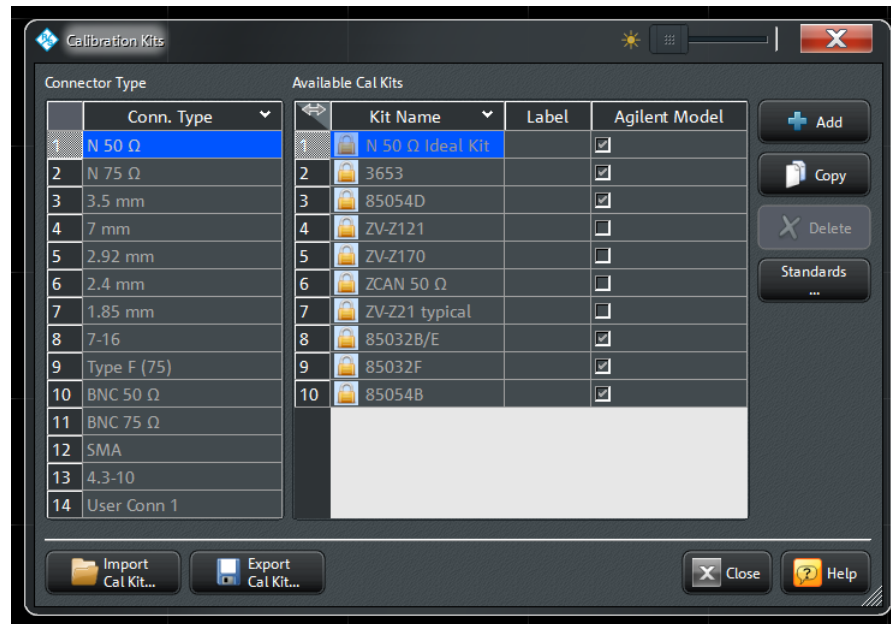 Calibration Kits
Connector Type
Available Cal Kits
Conn. Type
1 N 50 Ω
2 N 75 Ω
3 3.5 mm
4 7 mm
5 2.92 mm
6 2.4 mm
7 1.85 mm
8 7-16
9 Type F (75)
10 BNC 50 Ω
11 BNC 75 Ω
12 SMA
13 4.3-10
14 User Conn 1
Kit Name Label Agilent Model
1 N 50 Ω Ideal Kit
2 3653
3 85054D
4 ZV-Z121
5 ZV-Z170
6 ZCAN 50 Ω
7 ZV-Z21 typical
8 85032B/E
9 85032F
10 85054B
Add
Copy
Delete
Standards
...
Import
Cal Kit...
Export
Cal Kit...
Close
Help